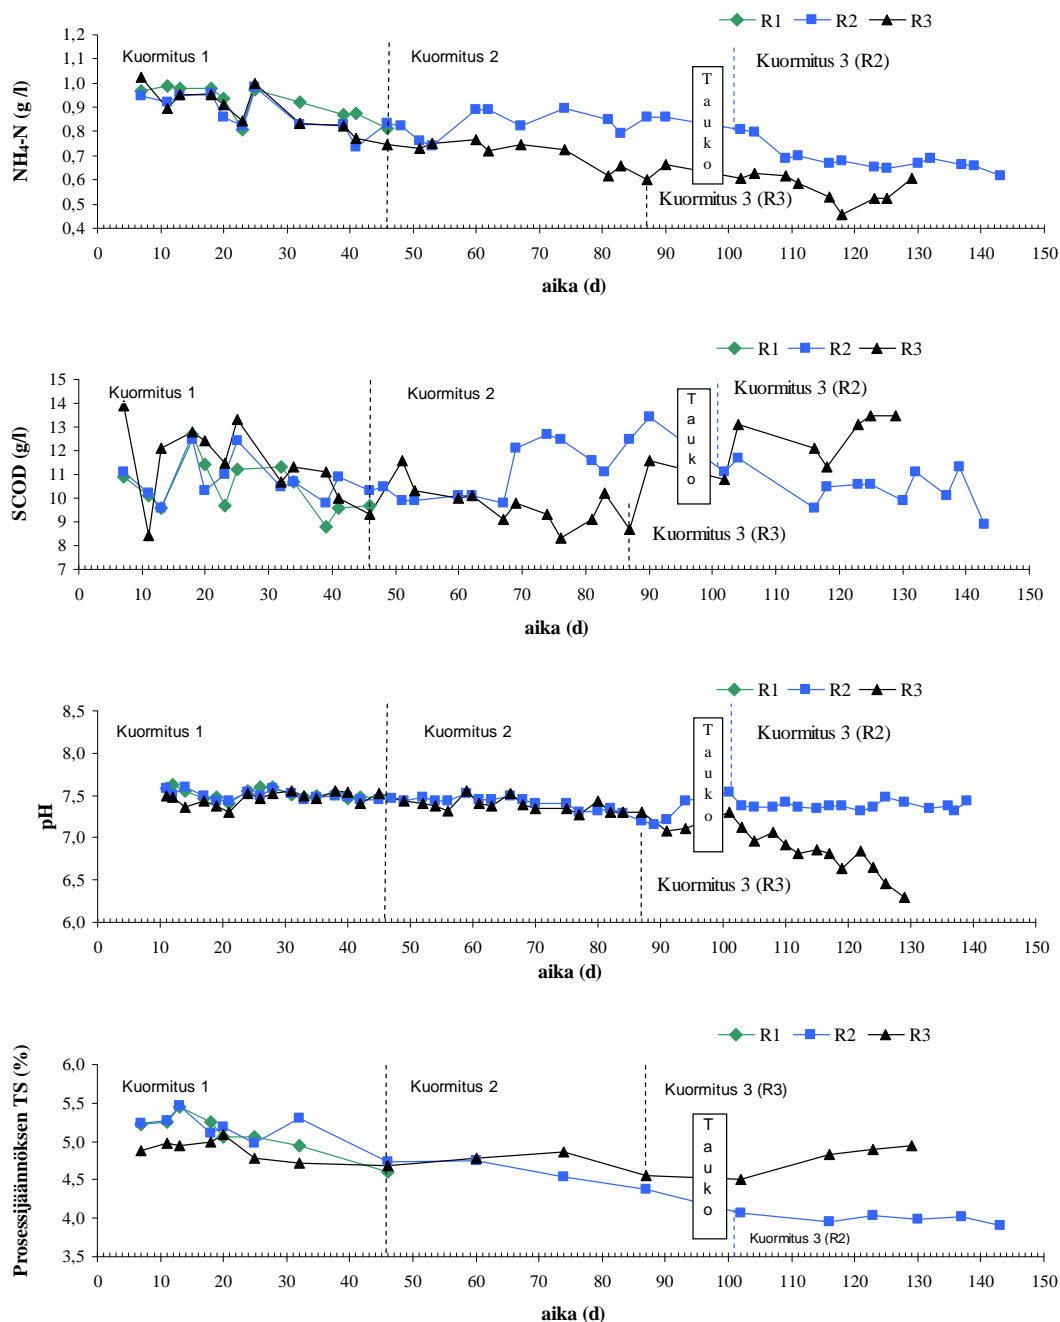 R1 R2 R3
NH₄-N (g /l)
1,2
1,1
1,0
0,9
0,8
0,7
0,6
0,5
0,4
Kuormitus 1
Kuormitus 2
Tauko
Kuormitus 3 (R2)
Kuormitus 3 (R3)
0 10 20 30 40 50 60 70 80 90 100 110 120 130 140 150
aika (d)
R1 R2 R3
SCOD (g/l)
15
14
13
12
11
10
9
8
7
Kuormitus 1
Kuormitus 2
Tauko
Kuormitus 3 (R2)
Kuormitus 3 (R3)
0 10 20 30 40 50 60 70 80 90 100 110 120 130 140 150
aika (d)
R1 R2 R3
pH
8,5
8,0
7,5
7,0
6,5
6,0
Kuormitus 1
Kuormitus 2
Tauko
Kuormitus 3 (R2)
Kuormitus 3 (R3)
0 10 20 30 40 50 60 70 80 90 100 110 120 130 140 150
aika (d)
R1 R2 R3
Prosessijäännöksen TS (%)
6,0
5,5
5,0
4,5
4,0
3,5
Kuormitus 1
Kuormitus 2
Kuormitus 3 (R3)
Tauko
Kuormitus 3 (R2)
0 10 20 30 40 50 60 70 80 90 100 110 120 130 140 150
aika (d)